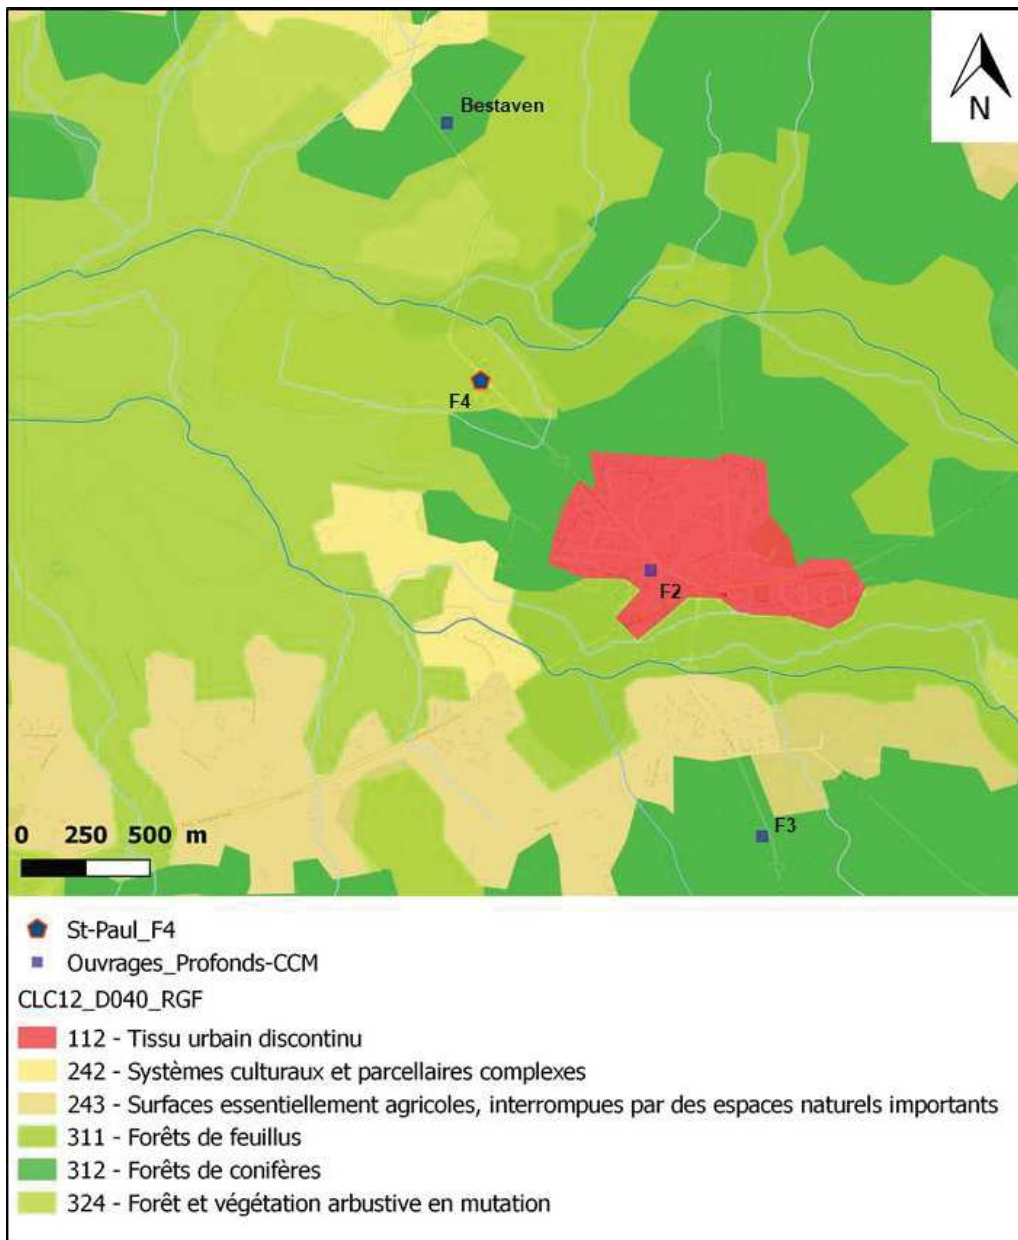 N
Bestaven
F4
F2
F3
0 250 500 m
St-Paul_F4
Ouvrages_Profonds-CCM
CLC12_D040_RGF
112 - Tissu urbain discontinu
242 - Systèmes culturaux et parcellaires complexes
243 - Surfaces essentiellement agricoles, interrompues par des espaces naturels importants
311 - Forêts de feuillus
312 - Forêts de conifères
324 - Forêt et végétation arbustive en mutation